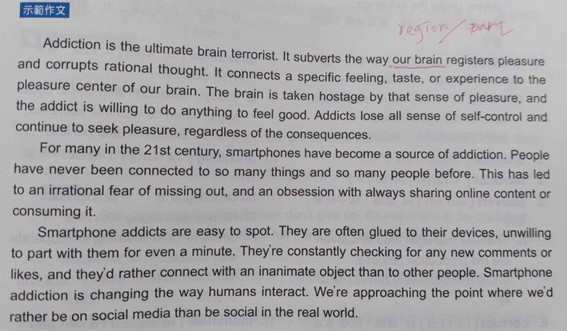 示範作文
region/part
Addiction is the ultimate brain terrorist. It subverts the way our brain registers pleasure
and corrupts rational thought. It connects a specific feeling, taste, or experience to the
pleasure center of our brain. The brain is taken hostage by that sense of pleasure, and
the addict is willing to do anything to feel good. Addicts lose all sense of self-control and
continue to seek pleasure, regardless of the consequences.
For many in the 21st century, smartphones have become a source of addiction. People
have never been connected to so many things and so many people before. This has led
to an irrational fear of missing out, and an obsession with always sharing online content or
consuming it.
Smartphone addicts are easy to spot. They are often glued to their devices, unwilling
to part with them for even a minute. They're constantly checking for any new comments or
likes, and they'd rather connect with an inanimate object than to other people. Smartphone
addiction is changing the way humans interact. We're approaching the point where we'd
rather be on social media than be social in the real world.